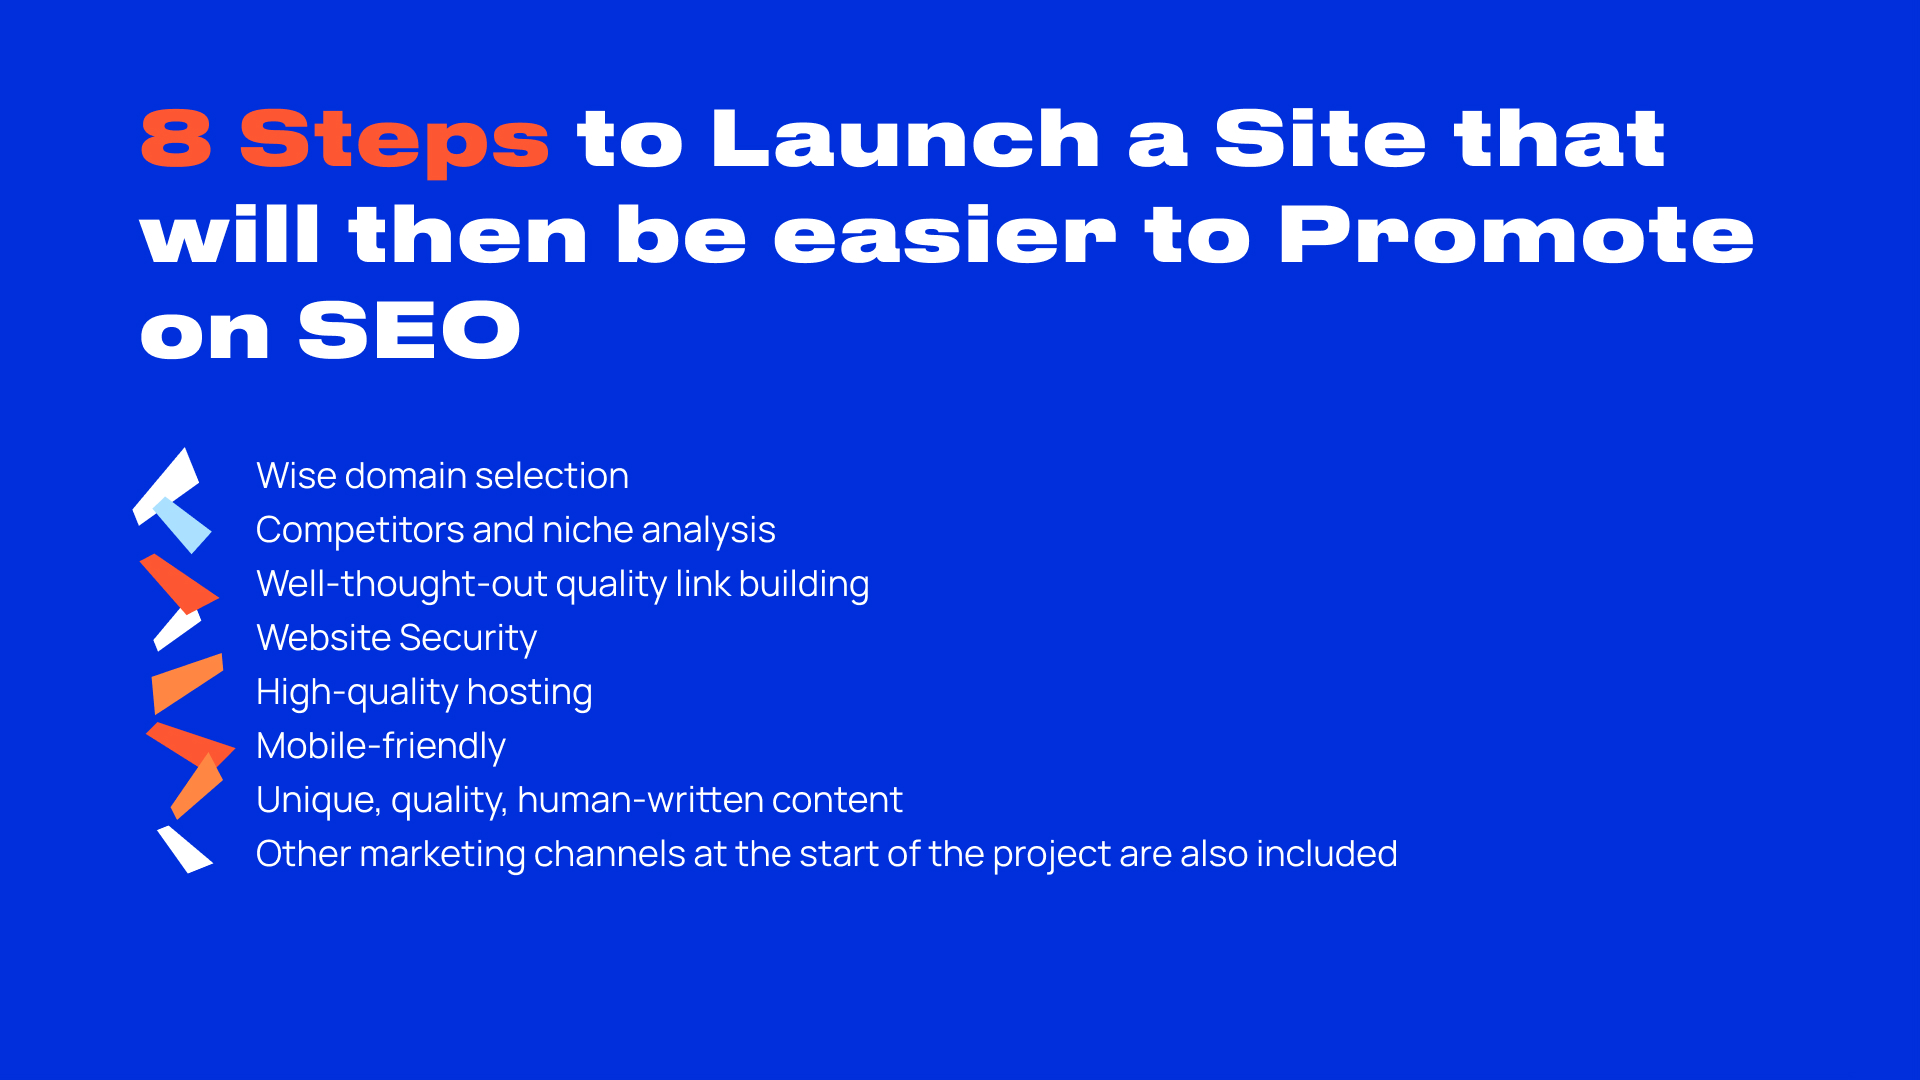 8 Steps to Launch a Site that
will then be easier to Promote
on SEO
Wise domain selection
Competitors and niche analysis
Well-thought-out quality link building
Website Security
High-quality hosting
Mobile-friendly
Unique, quality, human-written content
Other marketing channels at the start of the project are also included